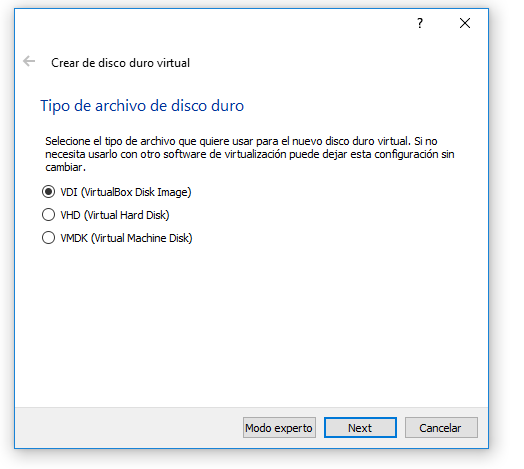 ?
Crear de disco duro virtual
Tipo de archivo de disco duro
Selecione el tipo de archivo que quiere usar para el nuevo disco duro virtual. Si no
necesita usarlo con otro software de virtualización puede dejar esta configuración sin
cambiar.
VDI (VirtualBox Disk Image)
VHD (Virtual Hard Disk)
VMDK (Virtual Machine Disk)
Modo experto Next Cancelar